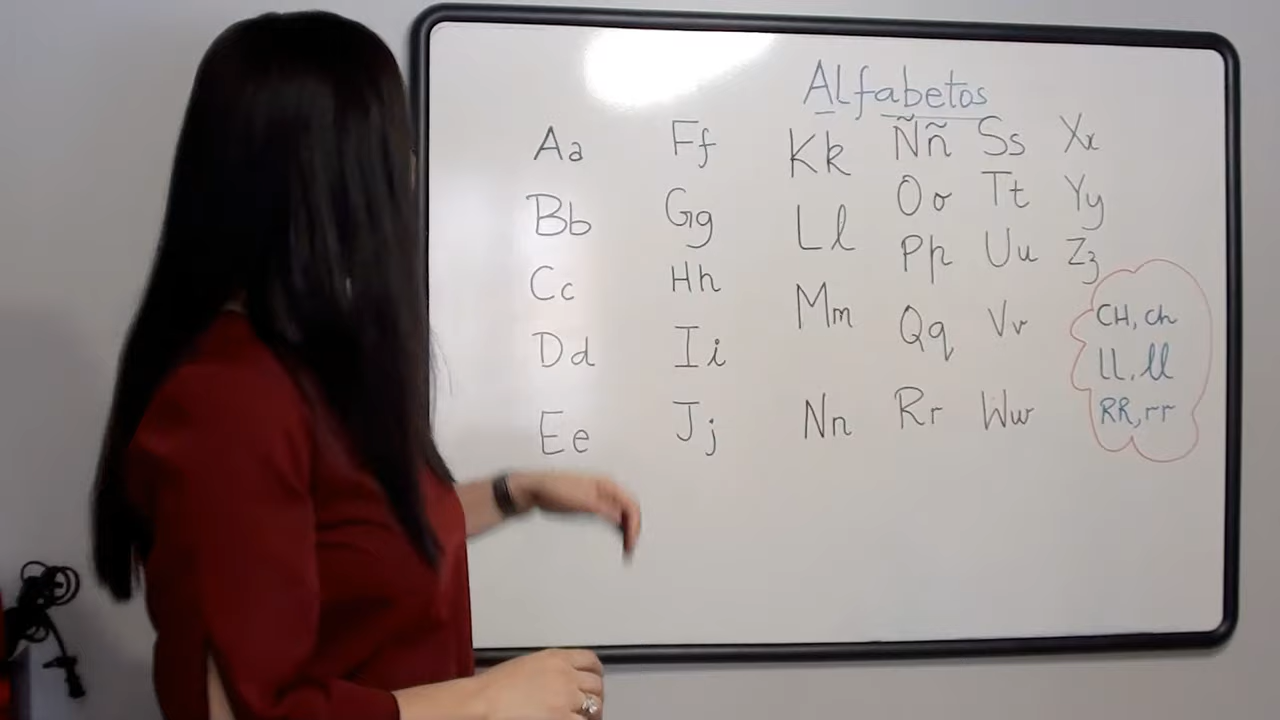 Alfabetos
Aa
Bb
Cc
Dd
Ee
Ff
Gg
Hh
Ii
Jj
Kk
Ll
Mm
Nn
Ññ
Oo
Pp
Qq
Rr
Ss
Tt
Uu
Vv
Ww
Xx
Yy
Zz
CH, ch
LL, ll
RR, rr